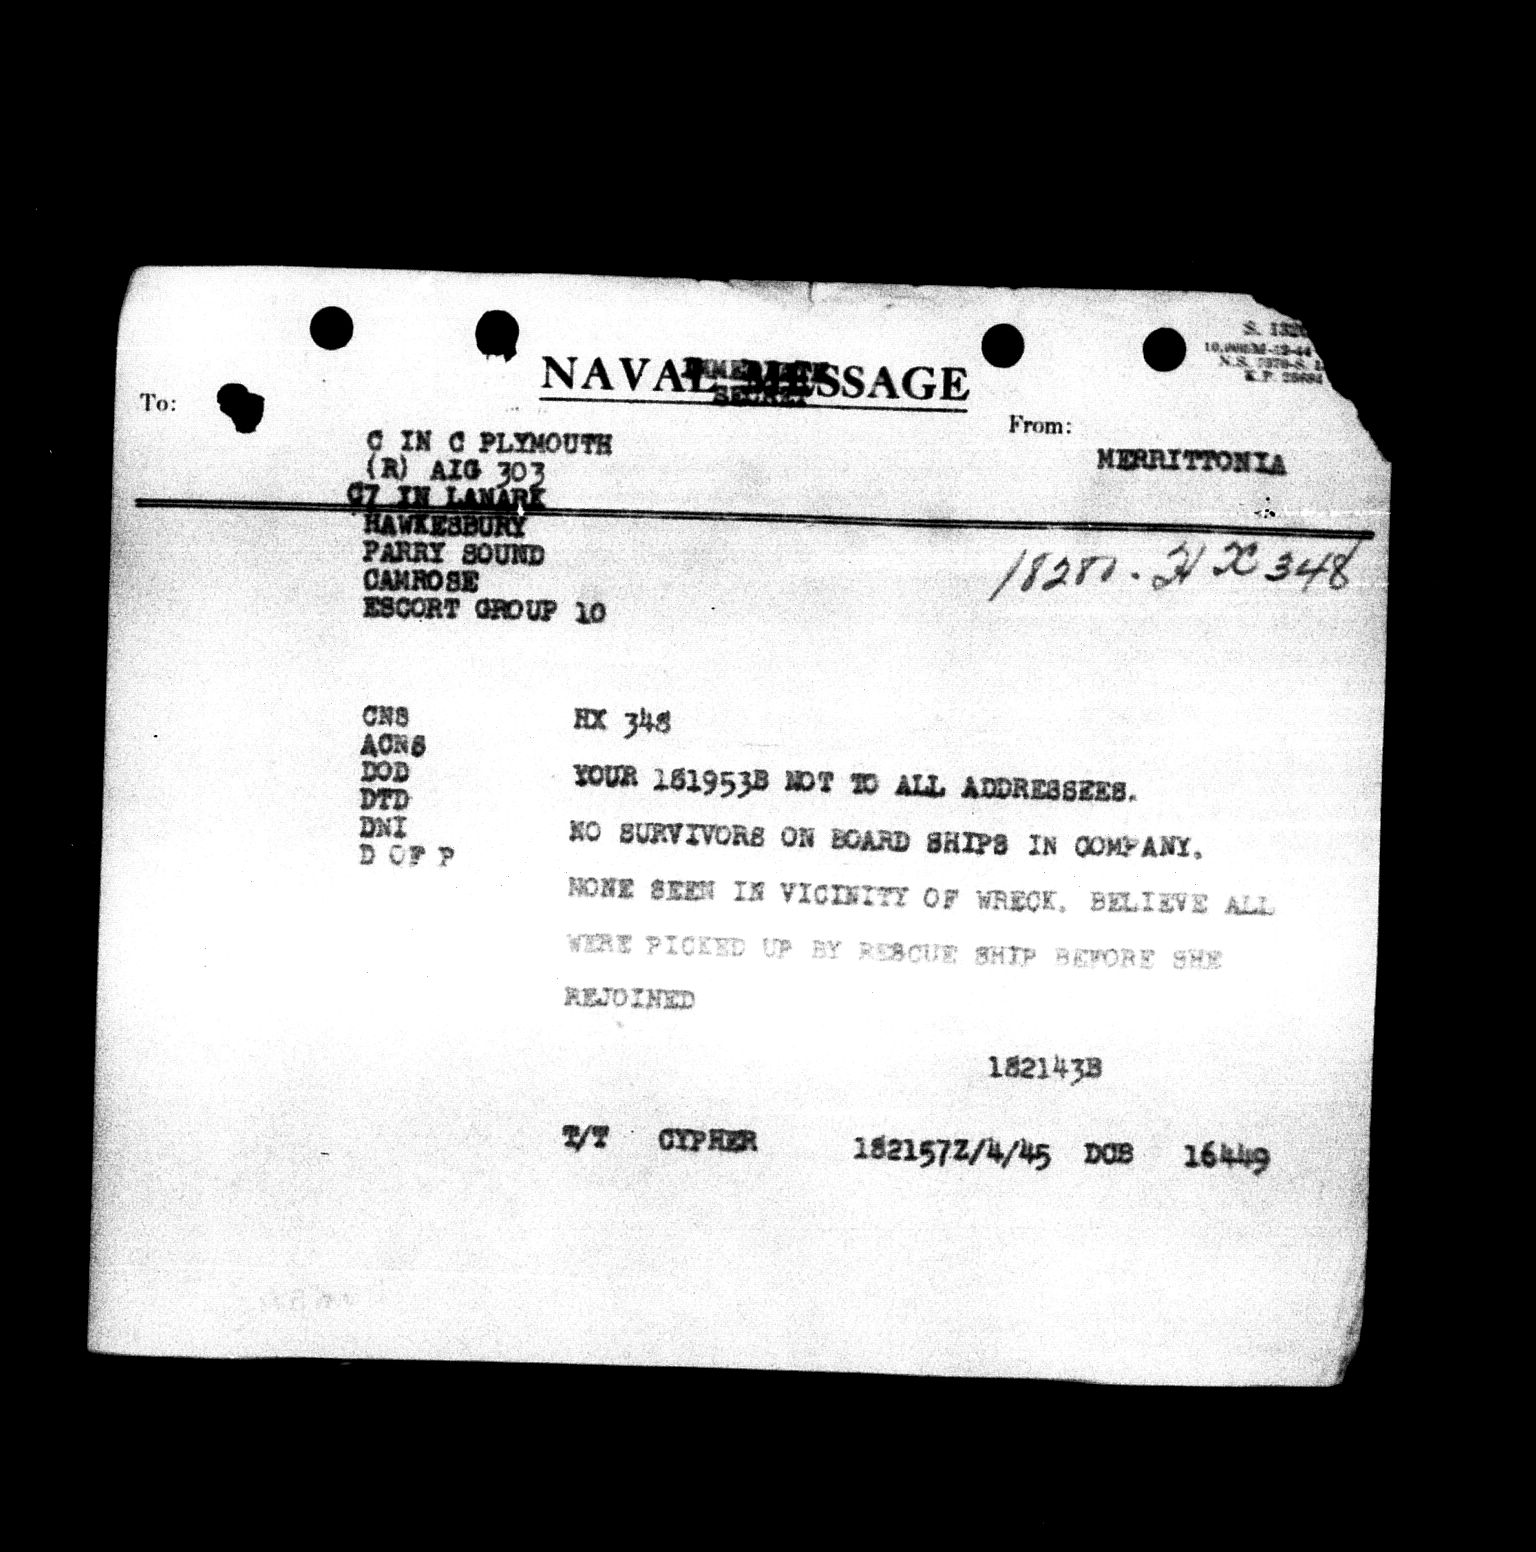 S. 132
NAVAL MESSAGE
IMMEDIATE
SECRET
To:
From:
C IN C PLYMOUTH
MERRITTONIA
(R) AIG 303
C7 IN LANARK
HAWKESBURY
PARRY SOUND
HX 348
CAMROSE
ESCORT GROUP 10
CNS
HX 348
ACNS
DOD
YOUR 181953B NOT TO ALL ADDRESSEES.
DTD
DNI
NO SURVIVORS ON BOARD SHIPS IN COMPANY.
D OF P
NONE SEEN IN VICINITY OF WRECK. BELIEVE ALL
WERE PICKED UP BY RESCUE SHIP BEFORE SHE
REJOINED
182143B
T/T CYPHER 182157Z/4/45 DCB 16449